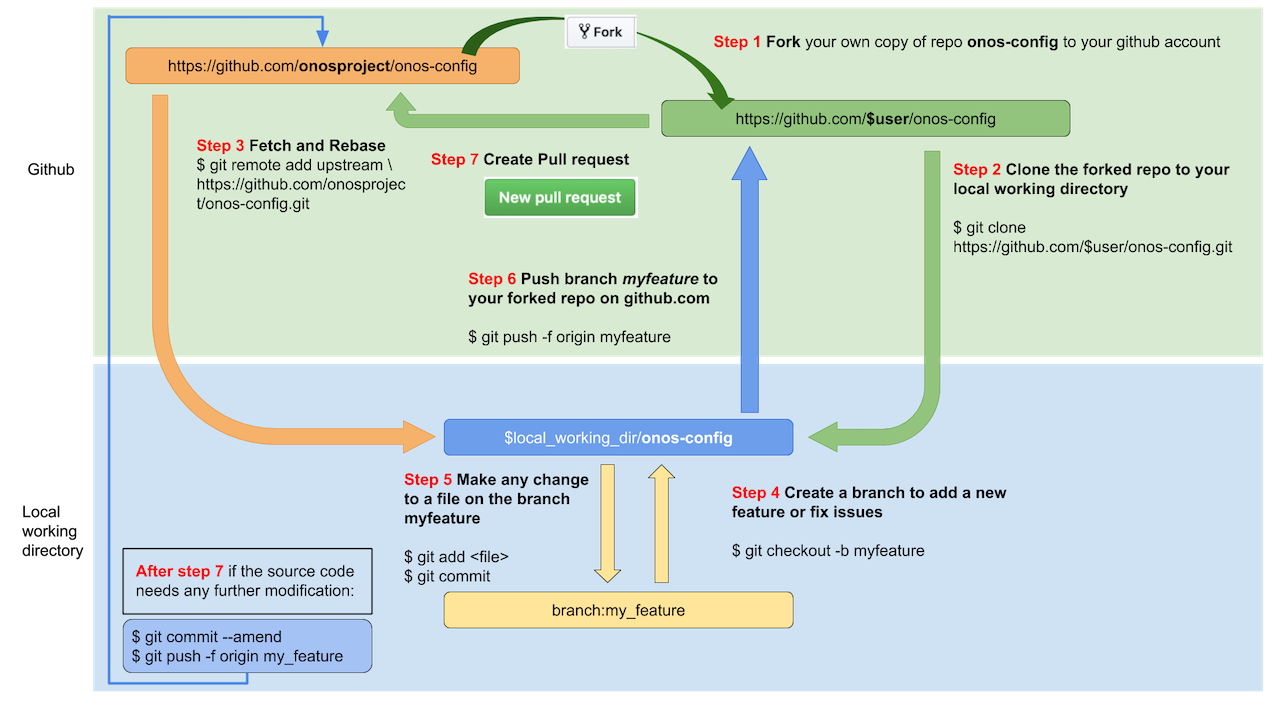 Fork
Step 1 Fork your own copy of repo onos-config to your github account
https://github.com/onosproject/onos-config
https://github.com/$user/onos-config
Step 3 Fetch and Rebase
$ git remote add upstream \
https://github.com/onosprojec
t/onos-config.git
Step 7 Create Pull request
New pull request
Github
Step 2 Clone the forked repo to your
local working directory
$ git clone
https://github.com/$user/onos-config.git
Step 6 Push branch myfeature to
your forked repo on github.com
$ git push -f origin myfeature
$local_working_dir/onos-config
Step 5 Make any change
to a file on the branch
myfeature
$ git add <file>
$ git commit
Step 4 Create a branch to add a new
feature or fix issues
$ git checkout -b myfeature
Local
working
directory
After step 7 if the source code
needs any further modification:
$ git commit --amend
$ git push -f origin my_feature
branch:my_feature